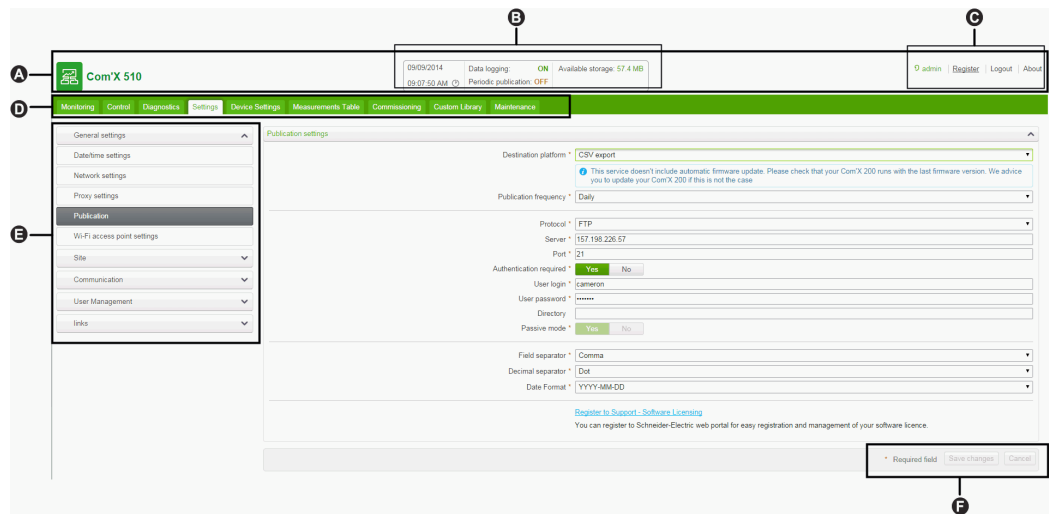 B
C
A
Com'X 510
09/09/2014
09:07:50 AM
Data logging: ON
Periodic publication: OFF
Available storage: 57.4 MB
admin | Register | Logout | About
D
Monitoring Control Diagnostics Settings Device Settings Measurements Table Commissioning Custom Library Maintenance
E
General settings
Date/time settings
Network settings
Proxy settings
Publication
Wi-Fi access point settings
Site
Communication
User Management
links
Publication settings
Destination platform * CSV export
This service doesn't include automatic firmware update. Please check that your Com'X 200 runs with the last firmware version. We advice
you to update your Com'X 200 if this is not the case
Publication frequency * Daily
Protocol * FTP
Server * 157.198.226.57
Port * 21
Authentication required * Yes No
User login * cameron
User password * •••••••
Directory
Passive mode * Yes No
Field separator * Comma
Decimal separator * Dot
Date Format * YYYY-MM-DD
Register to Support - Software Licensing
You can register to Schneider-Electric web portal for easy registration and management of your software licence.
* Required field Save changes Cancel
F